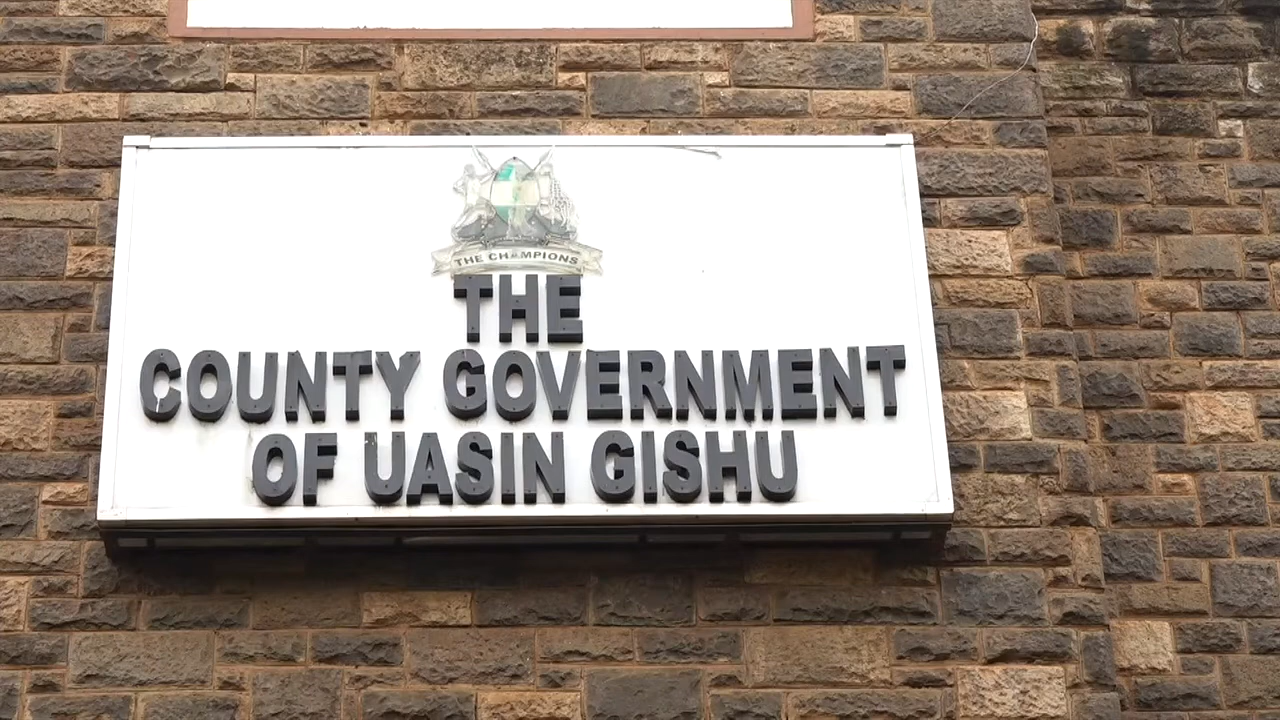 THE CHAMPIONS
THE
COUNTY GOVERNMENT
OF UASIN GISHU